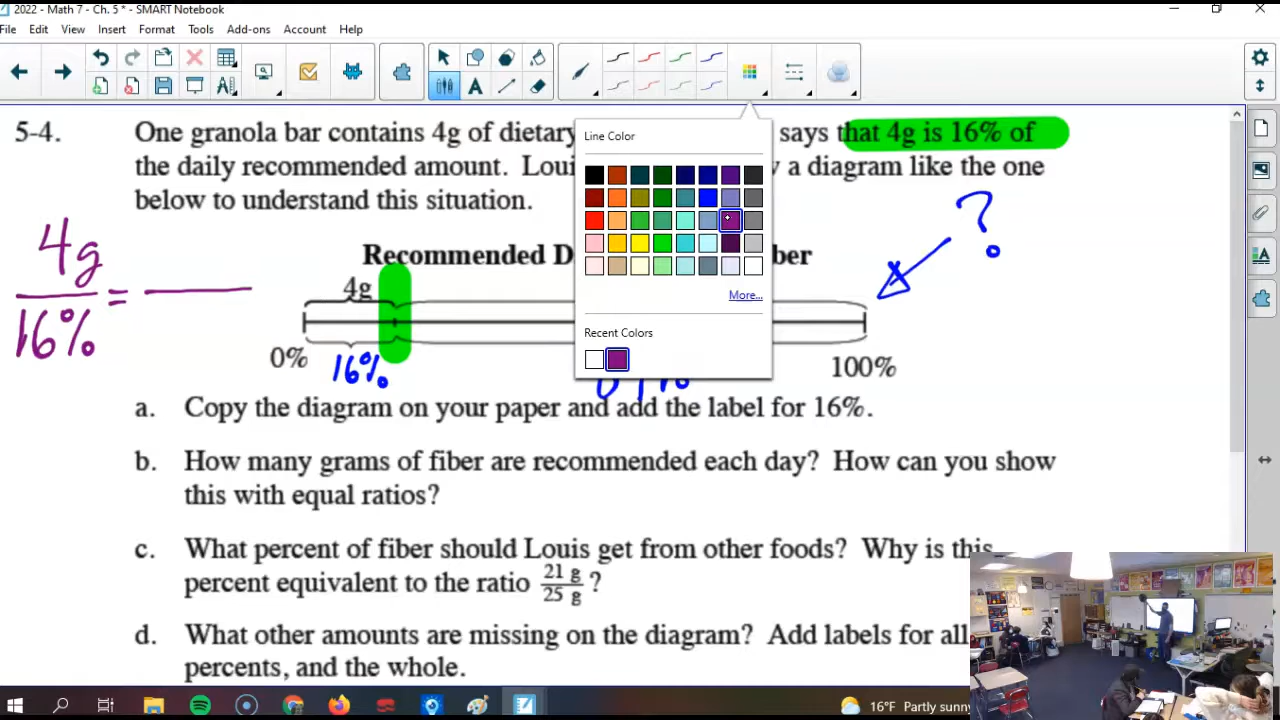 2022 - Math 7 - Ch. 5 * - SMART Notebook
File Edit View Insert Format Tools Add-ons Account Help
Line Color
More...
Recent Colors
5-4. One granola bar contains 4g of dietary says that 4g is 16% of
the daily recommended amount. Loui a diagram like the one
below to understand this situation.
?
4g
16%
=
Recommended D ber
4g
0%
16%
100%
a. Copy the diagram on your paper and add the label for 16%.
b. How many grams of fiber are recommended each day? How can you show
this with equal ratios?
c. What percent of fiber should Louis get from other foods? Why is this
percent equivalent to the ratio 21 g / 25 g ?
d. What other amounts are missing on the diagram? Add labels for all
percents, and the whole.
16°F Partly sunny